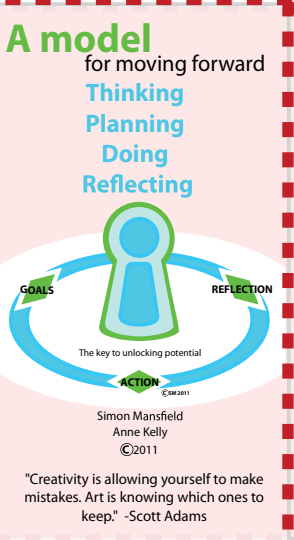 A model
for moving forward
Thinking
Planning
Doing
Reflecting
GOALS
REFLECTION
The key to unlocking potential
ACTION
©SM 2011
Simon Mansfield
Anne Kelly
©2011
"Creativity is allowing yourself to make
mistakes. Art is knowing which ones to
keep." -Scott Adams